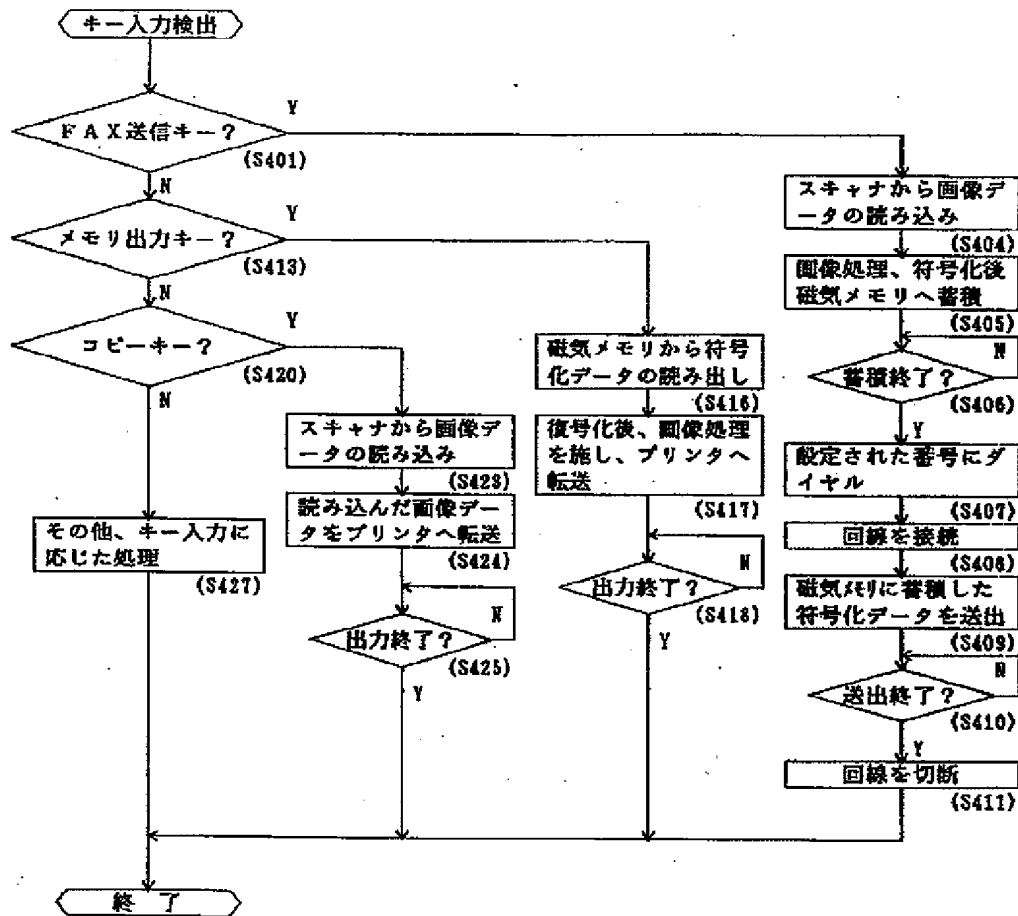 キー入力検出
Y
FAX送信キー?
(S401)
N
スキャナから画像デ
ータの読み込み
(S404)
Y
メモリ出力キー?
(S413)
N
画像処理、符号化後
磁気メモリへ蓄積
(S405)
Y
コピーキー?
(S420)
N
磁気メモリから符号
化データの読み出し
(S416)
N
蓄積終了?
(S406)
Y
スキャナから画像デ
ータの読み込み
(S423)
復号化後、画像処理
を施し、プリンタへ
転送
(S417)
設定された番号にダ
イヤル
(S407)
読み込んだ画像デー
タをプリンタへ転送
(S424)
その他、キー入力に
応じた処理
(S427)
回線を接続
(S408)
N
出力終了?
(S418)
Y
磁気メモリに蓄積した
符号化データを送出
(S409)
N
出力終了?
(S425)
Y
N
送出終了?
(S410)
Y
回線を切断
(S411)
終 了